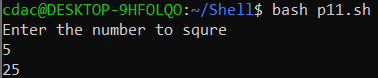 cdac@DESKTOP-9HFOLQO:~/Shell$ bash p11.sh
Enter the number to squre
5
25